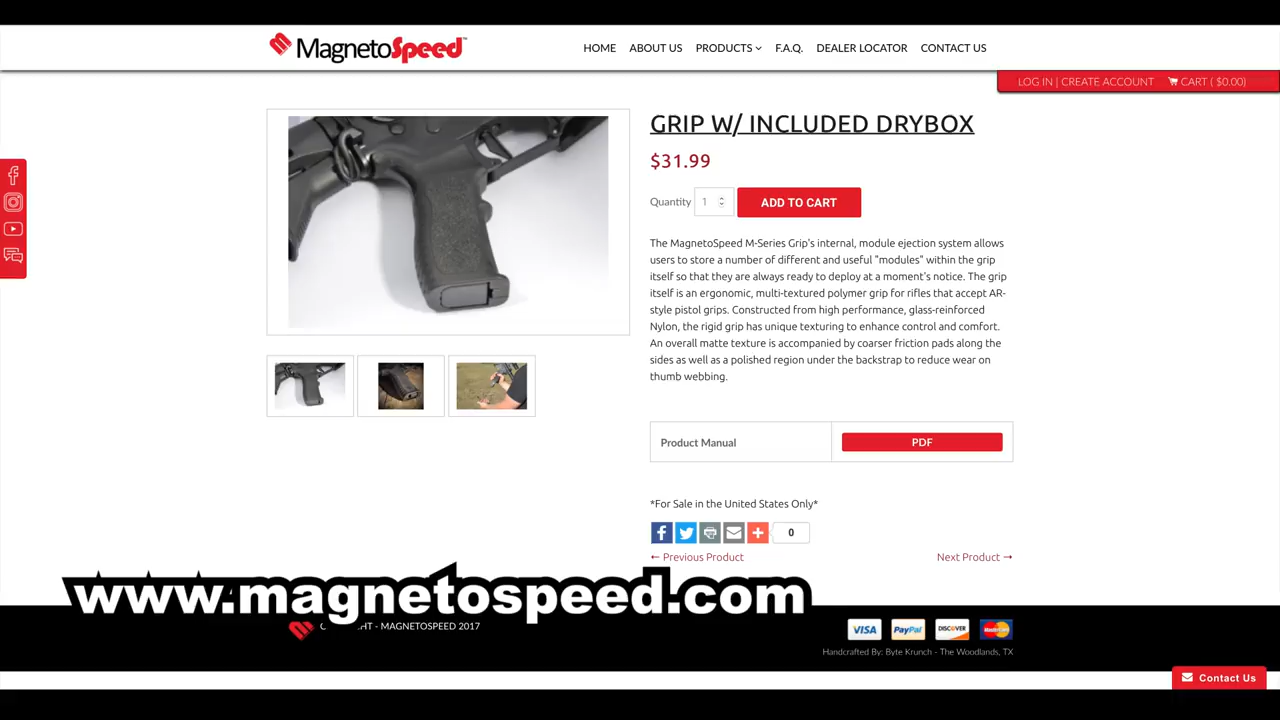 MagnetoSpeed™
HOME ABOUT US PRODUCTS F.A.Q. DEALER LOCATOR CONTACT US
LOG IN | CREATE ACCOUNT CART ( $0.00)
GRIP W/ INCLUDED DRYBOX
$31.99
Quantity 1 ADD TO CART
The MagnetoSpeed M-Series Grip's internal, module ejection system allows
users to store a number of different and useful "modules" within the grip
itself so that they are always ready to deploy at a moment's notice. The grip
itself is an ergonomic, multi-textured polymer grip for rifles that accept AR-
style pistol grips. Constructed from high performance, glass-reinforced
Nylon, the rigid grip has unique texturing to enhance control and comfort.
An overall matte texture is accompanied by coarser friction pads along the
sides as well as a polished region under the backstrap to reduce wear on
thumb webbing.
Product Manual PDF
*For Sale in the United States Only*
0
← Previous Product Next Product →
www.magnetospeed.com
- MAGNETOSPEED 2017
VISA PayPal DISCOVER MasterCard
Handcrafted By: Byte Krunch - The Woodlands, TX
Contact Us